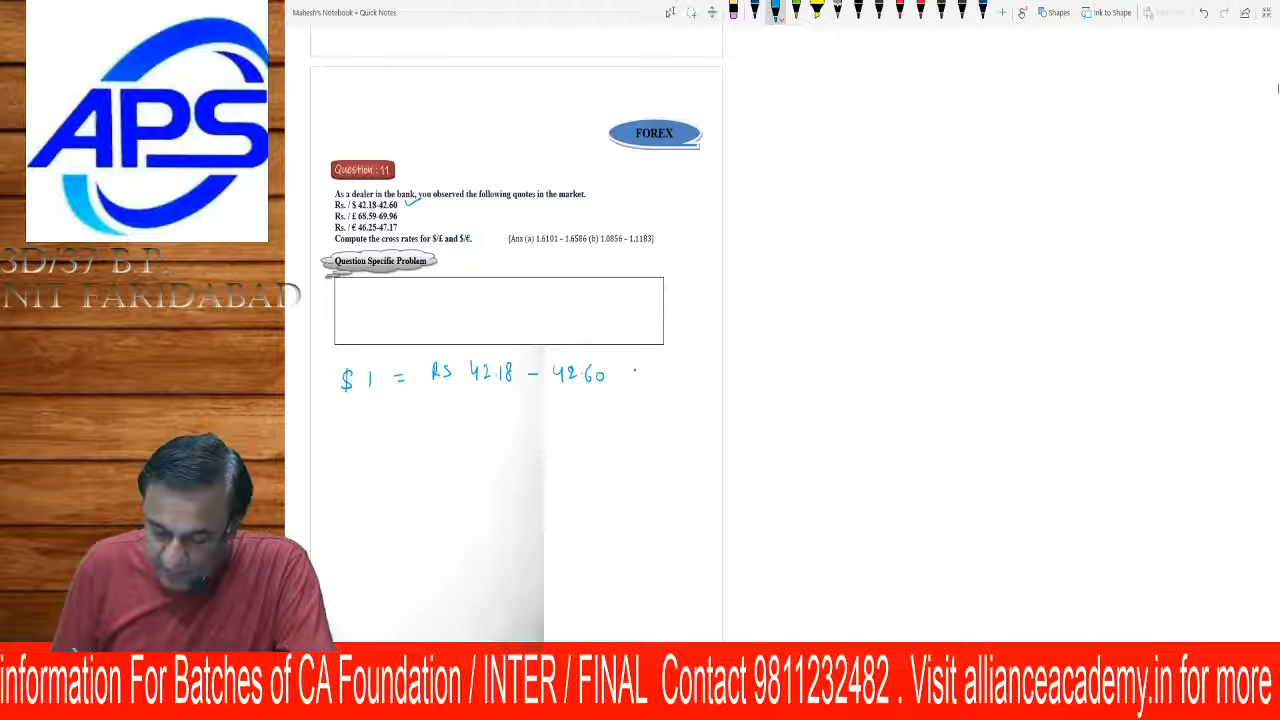 Mahesh's Notebook » Quick Notes
Shapes
Ink to Shape
APS
3D/37 B.P.
NIT FARIDABAD
FOREX
Question : 11
As a dealer in the bank, you observed the following quotes in the market.
Rs. / $ 42.18-42.60
Rs. / £ 68.59-69.96
Rs. / € 46.25-47.17
Compute the cross rates for $/£ and $/€. [Ans (a) 1.6101 – 1.6586 (b) 1.0856 – 1.1183]
Question Specific Problem
$ 1 = RS 42.18 – 42.60
information For Batches of CA Foundation / INTER / FINAL Contact 9811232482 . Visit allianceacademy.in for more